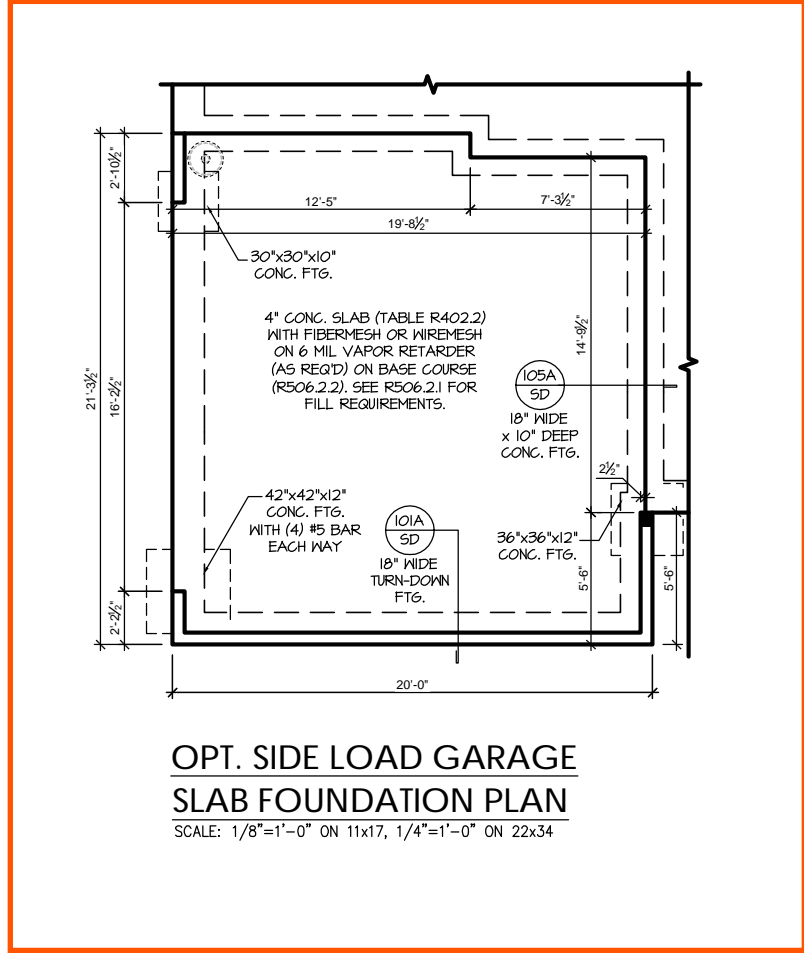 2'-10½"
12'-5"
7'-3½"
19'-8½"
30"x30"x10"
CONC. FTG.
4" CONC. SLAB (TABLE R402.2)
WITH FIBERMESH OR WIREMESH
ON 6 MIL VAPOR RETARDER
(AS REQ'D) ON BASE COURSE
(R506.2.2). SEE R506.2.1 FOR
FILL REQUIREMENTS.
14'-9½"
21'-3½"
16'-2½"
105A
SD
18" WIDE
x 10" DEEP
CONC. FTG.
2½"
42"x42"x12"
CONC. FTG.
WITH (4) #5 BAR
EACH WAY
101A
SD
18" WIDE
TURN-DOWN
FTG.
36"x36"x12"
CONC. FTG.
5'-6"
5'-6"
2'-2½"
20'-0"
OPT. SIDE LOAD GARAGE
SLAB FOUNDATION PLAN
SCALE: 1/8"=1'-0" ON 11x17, 1/4"=1'-0" ON 22x34